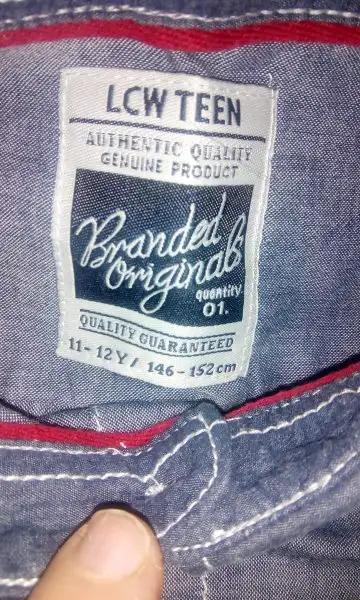 LCW TEEN
AUTHENTIC QUALITY
GENUINE PRODUCT
Branded
Originals
quantity
01.
QUALITY GUARANTEED
11-12Y / 146-152cm